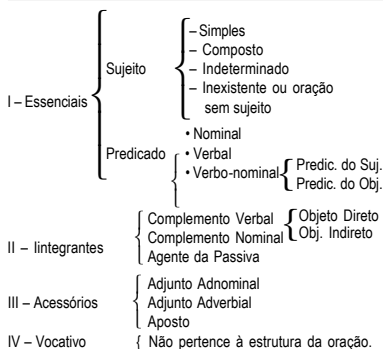 – Simples
– Composto
Sujeito
– Indeterminado
– Inexistente ou oração
sem sujeito
I – Essenciais
• Nominal
Predicado
• Verbal
• Verbo-nominal
Predic. do Suj.
Predic. do Obj.
Complemento Verbal
Objeto Direto
Obj. Indireto
II – Iintegrantes
Complemento Nominal
Agente da Passiva
Adjunto Adnominal
III – Acessórios
Adjunto Adverbial
Aposto
IV – Vocativo { Não pertence à estrutura da oração.